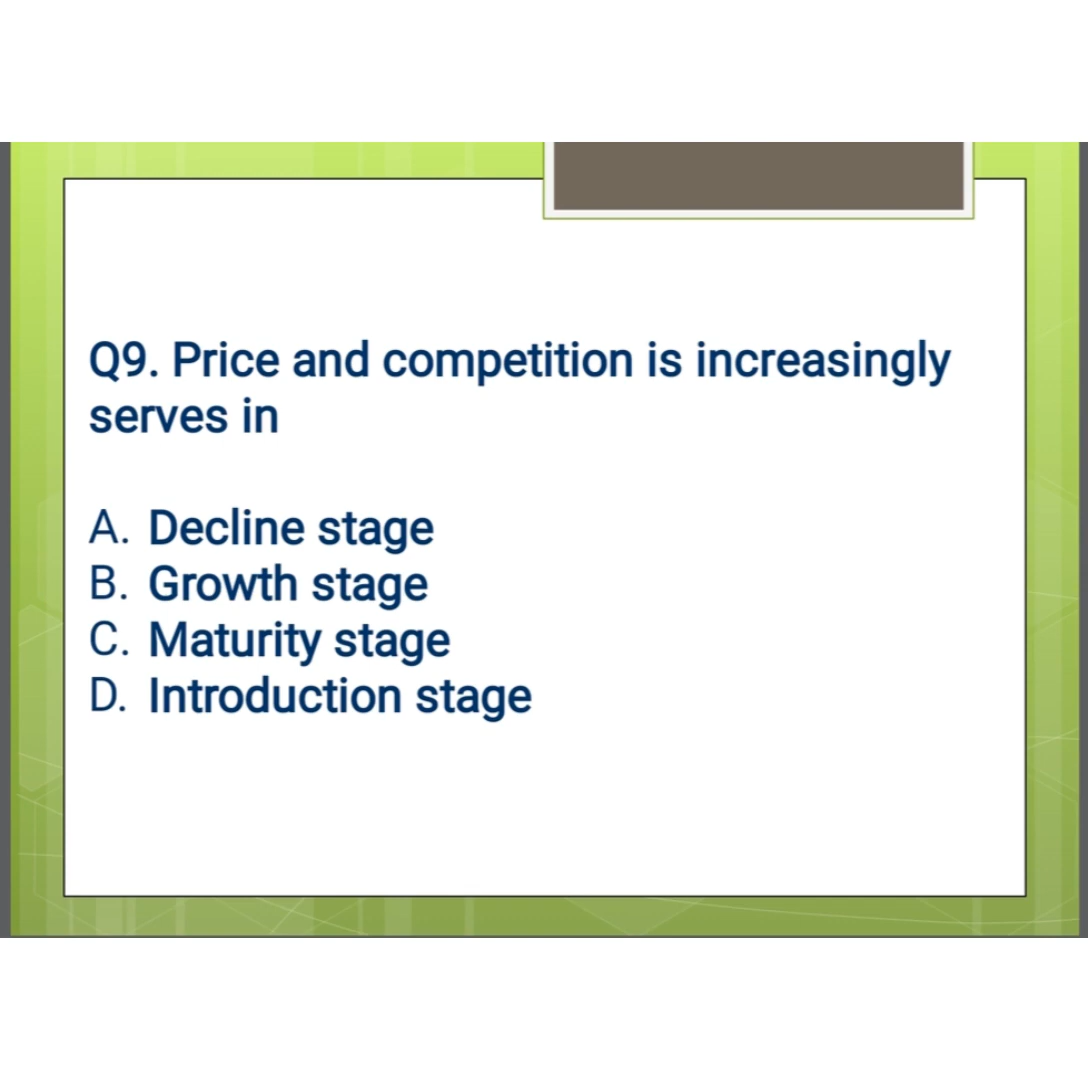 Q9. Price and competition is increasingly
serves in
A. Decline stage
B. Growth stage
C. Maturity stage
D. Introduction stage